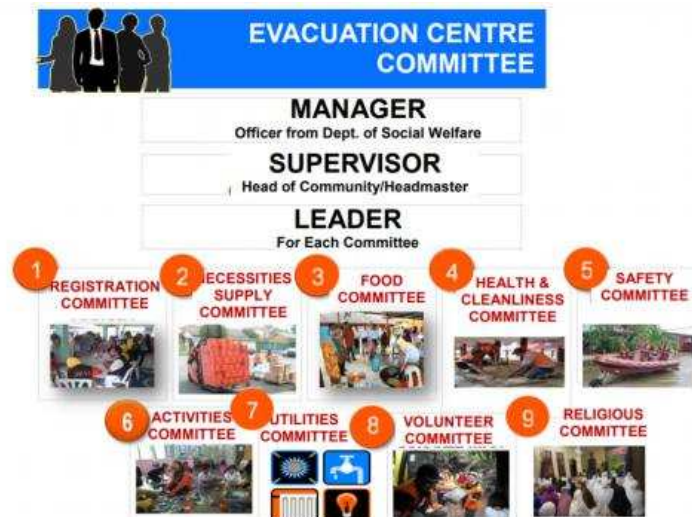 EVACUATION CENTRE
COMMITTEE
MANAGER
Officer from Dept. of Social Welfare
SUPERVISOR
Head of Community/Headmaster
LEADER
For Each Committee
1
REGISTRATION
COMMITTEE
2
NECESSITIES
SUPPLY
COMMITTEE
3
FOOD
COMMITTEE
4
HEALTH &
CLEANLINESS
COMMITTEE
5
SAFETY
COMMITTEE
6
ACTIVITIES
COMMITTEE
7
UTILITIES
COMMITTEE
8
VOLUNTEER
COMMITTEE
9
RELIGIOUS
COMMITTEE